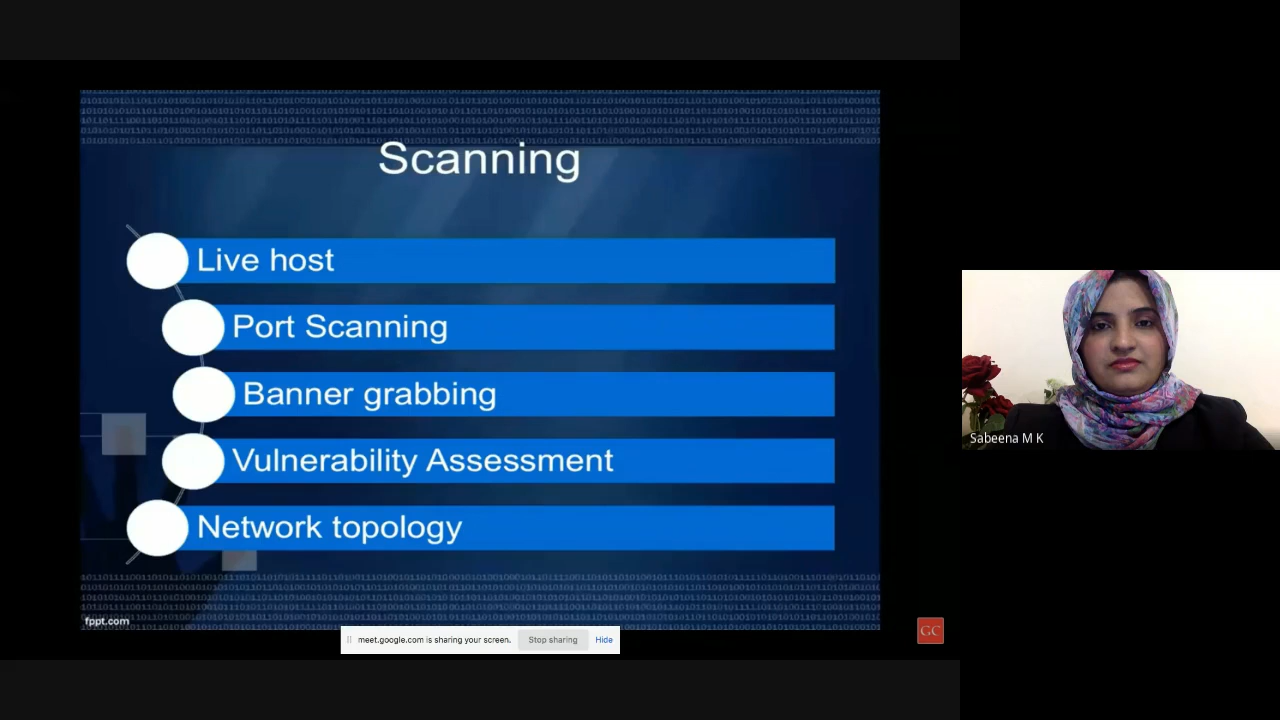 Scanning
Live host
Port Scanning
Banner grabbing
Vulnerability Assessment
Network topology
fppt.com
meet.google.com is sharing your screen. Stop sharing Hide
GC
Sabeena M K